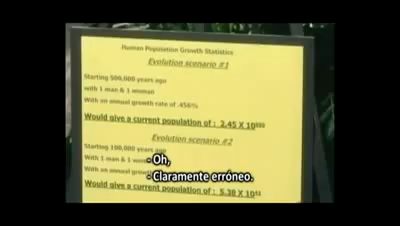 Human Population Growth Statistics
Evolution scenario #1
Starting 500,000 years ago
with 1 man & 1 woman
With an annual growth rate of .456%
Would give a current population of : 2.45 X 10
Evolution scenario #2
Starting 100,000 years ago
With 1 man & 1
With an annual
Would give a current population of : 5.38 X 10
- Oh,
- Claramente erróneo.